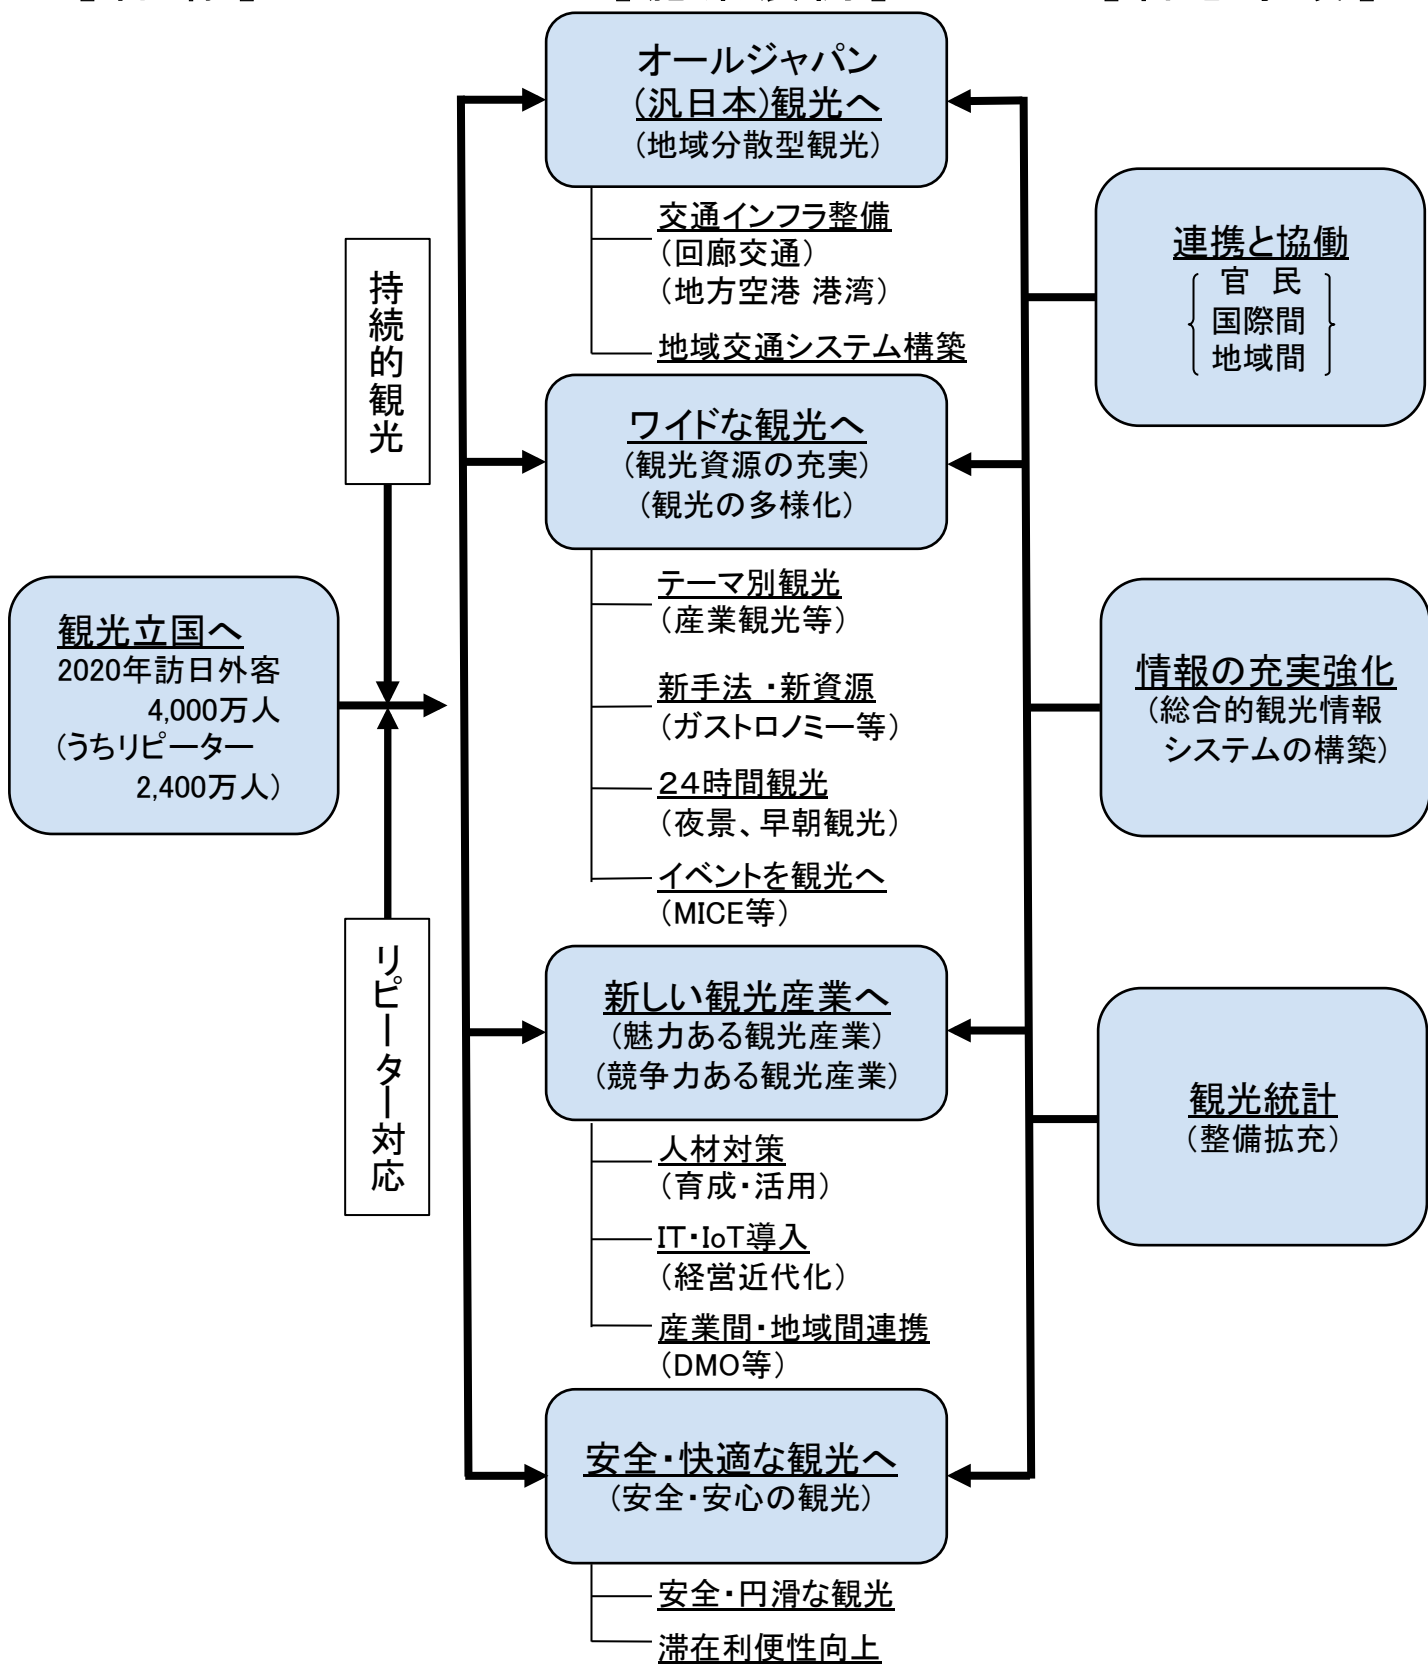 観光立国へ
2020年訪日外客
4,000万人
(うちリピーター
2,400万人)
持続的観光
リピーター対応
オールジャパン
(汎日本)観光へ
(地域分散型観光)
交通インフラ整備
(回廊交通)
(地方空港 港湾)
地域交通システム構築
ワイドな観光へ
(観光資源の充実)
(観光の多様化)
テーマ別観光
(産業観光等)
新手法・新資源
(ガストロノミー等)
24時間観光
(夜景、早朝観光)
イベントを観光へ
(MICE等)
新しい観光産業へ
(魅力ある観光産業)
(競争力ある観光産業)
人材対策
(育成・活用)
IT・IoT導入
(経営近代化)
産業間・地域間連携
(DMO等)
安全・快適な観光へ
(安全・安心の観光)
安全・円滑な観光
滞在利便性向上
連携と協働
官 民
国際間
地域間
情報の充実強化
(総合的観光情報
システムの構築)
観光統計
(整備拡充)